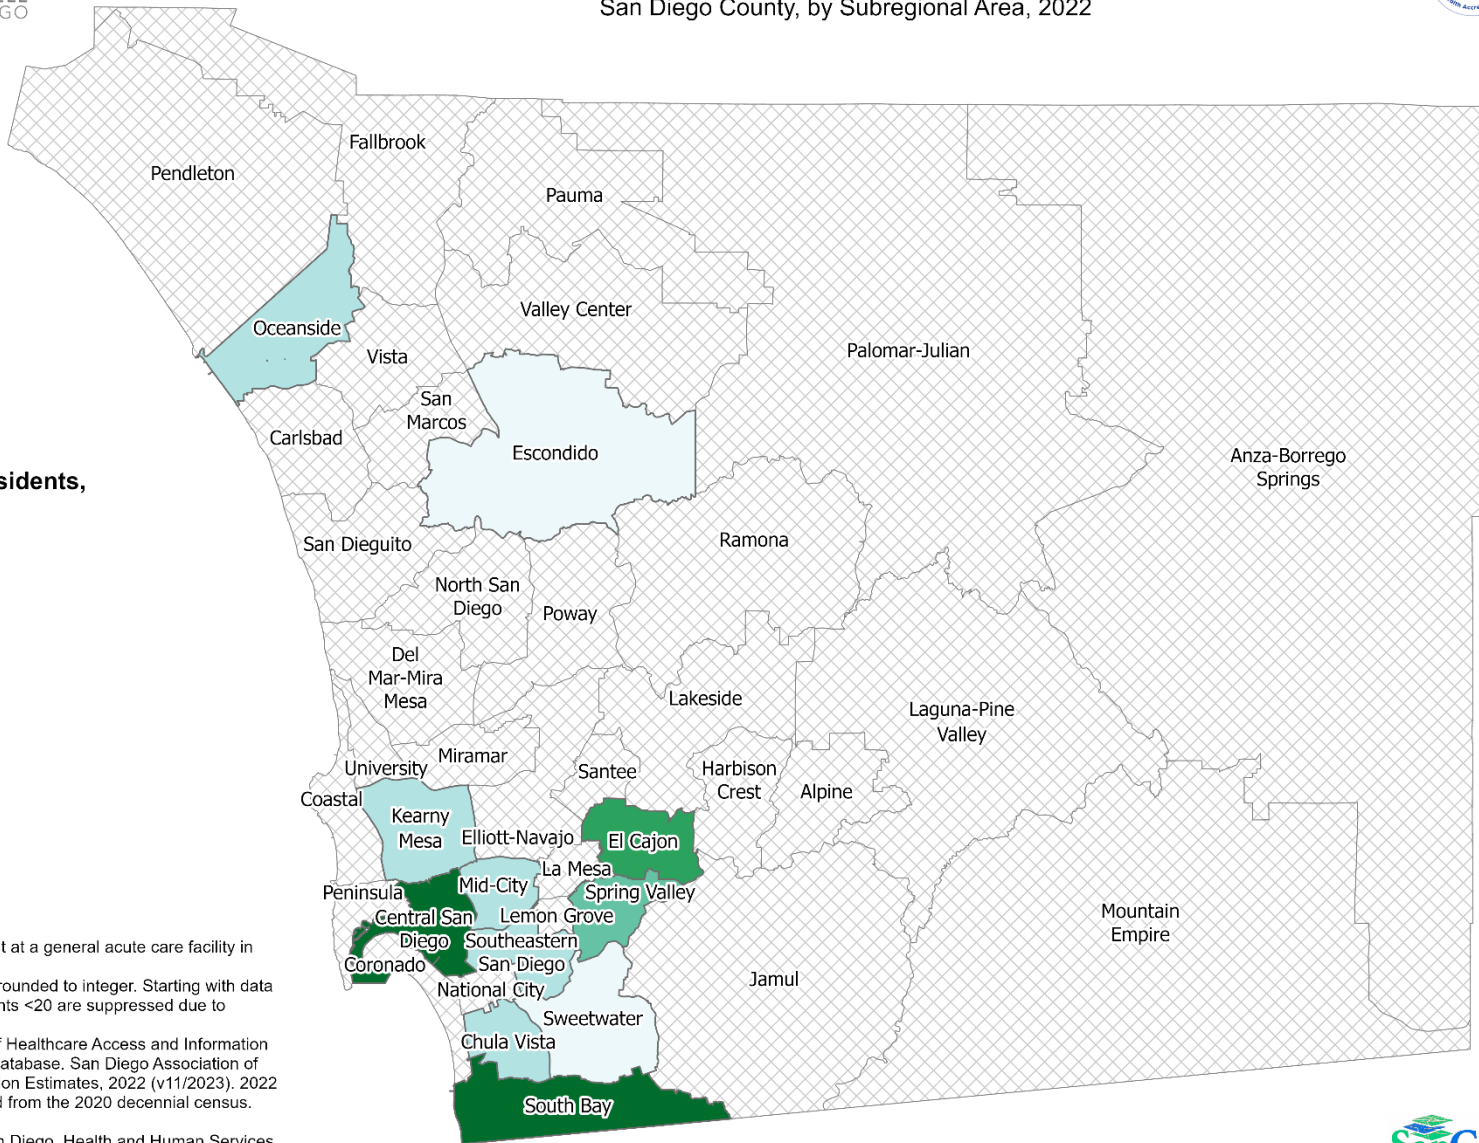 GO
San Diego County, by Subregional Area, 2022
Fallbrook
Pendleton
Pauma
Valley Center
Oceanside
Vista
Palomar-Julian
San
Marcos
Carlsbad
Escondido
Anza-Borrego
Springs
sidents,
San Dieguito
Ramona
North San
Diego
Poway
Del
Mar-Mira
Mesa
Lakeside
Laguna-Pine
Valley
Miramar
University
Santee
Harbison
Crest
Alpine
Coastal
Kearny
Mesa
Elliott-Navajo
El Cajon
La Mesa
Peninsula
Mid-City
Spring Valley
Central San
Diego
Lemon Grove
Southeastern
San Diego
Mountain
Empire
Coronado
National City
Jamul
Sweetwater
Chula Vista
South Bay
t at a general acute care facility in
rounded to integer. Starting with data
nts <20 are suppressed due to
f Healthcare Access and Information
atabase. San Diego Association of
ion Estimates, 2022 (v11/2023). 2022
d from the 2020 decennial census.
n Diego, Health and Human Services